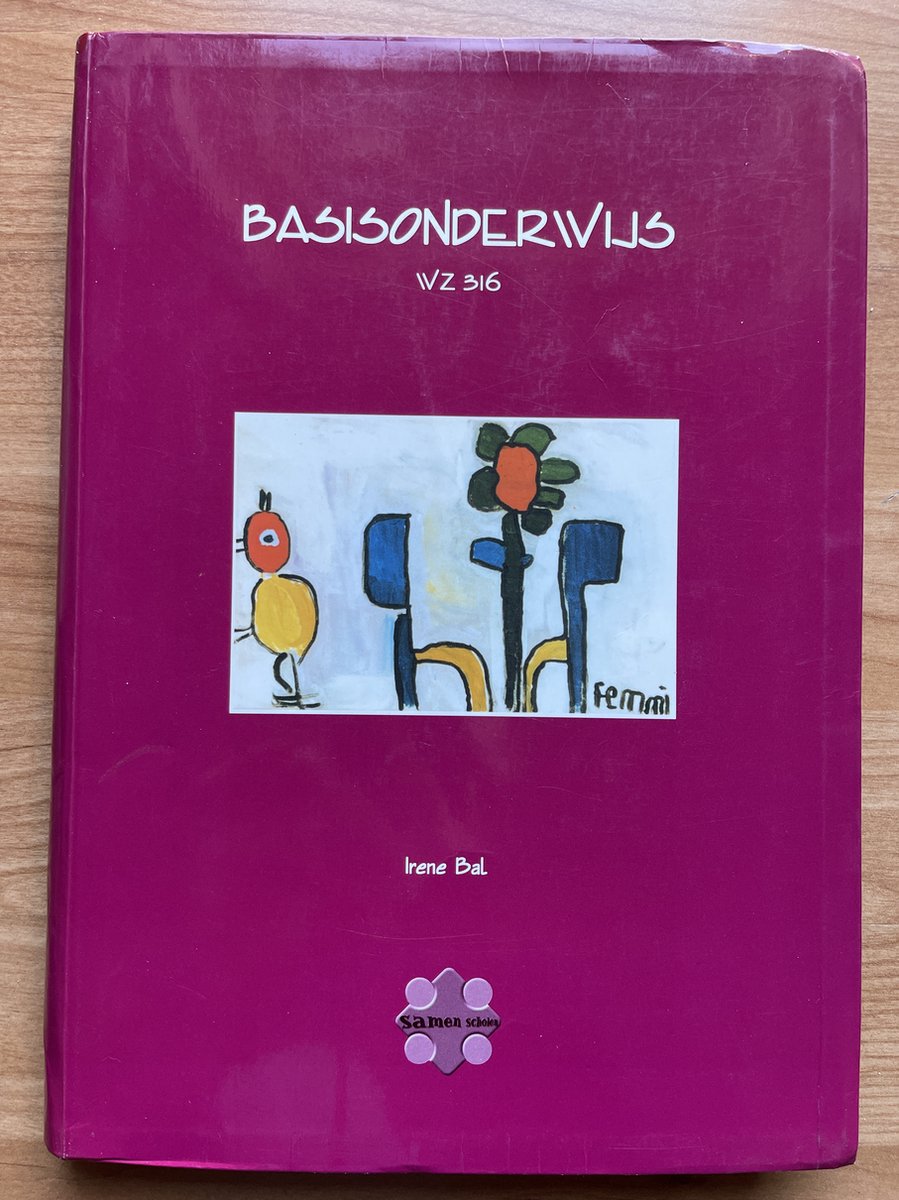 BASISONDERWIJS
WZ 316
Femmi
Irene Bal
samen scholen